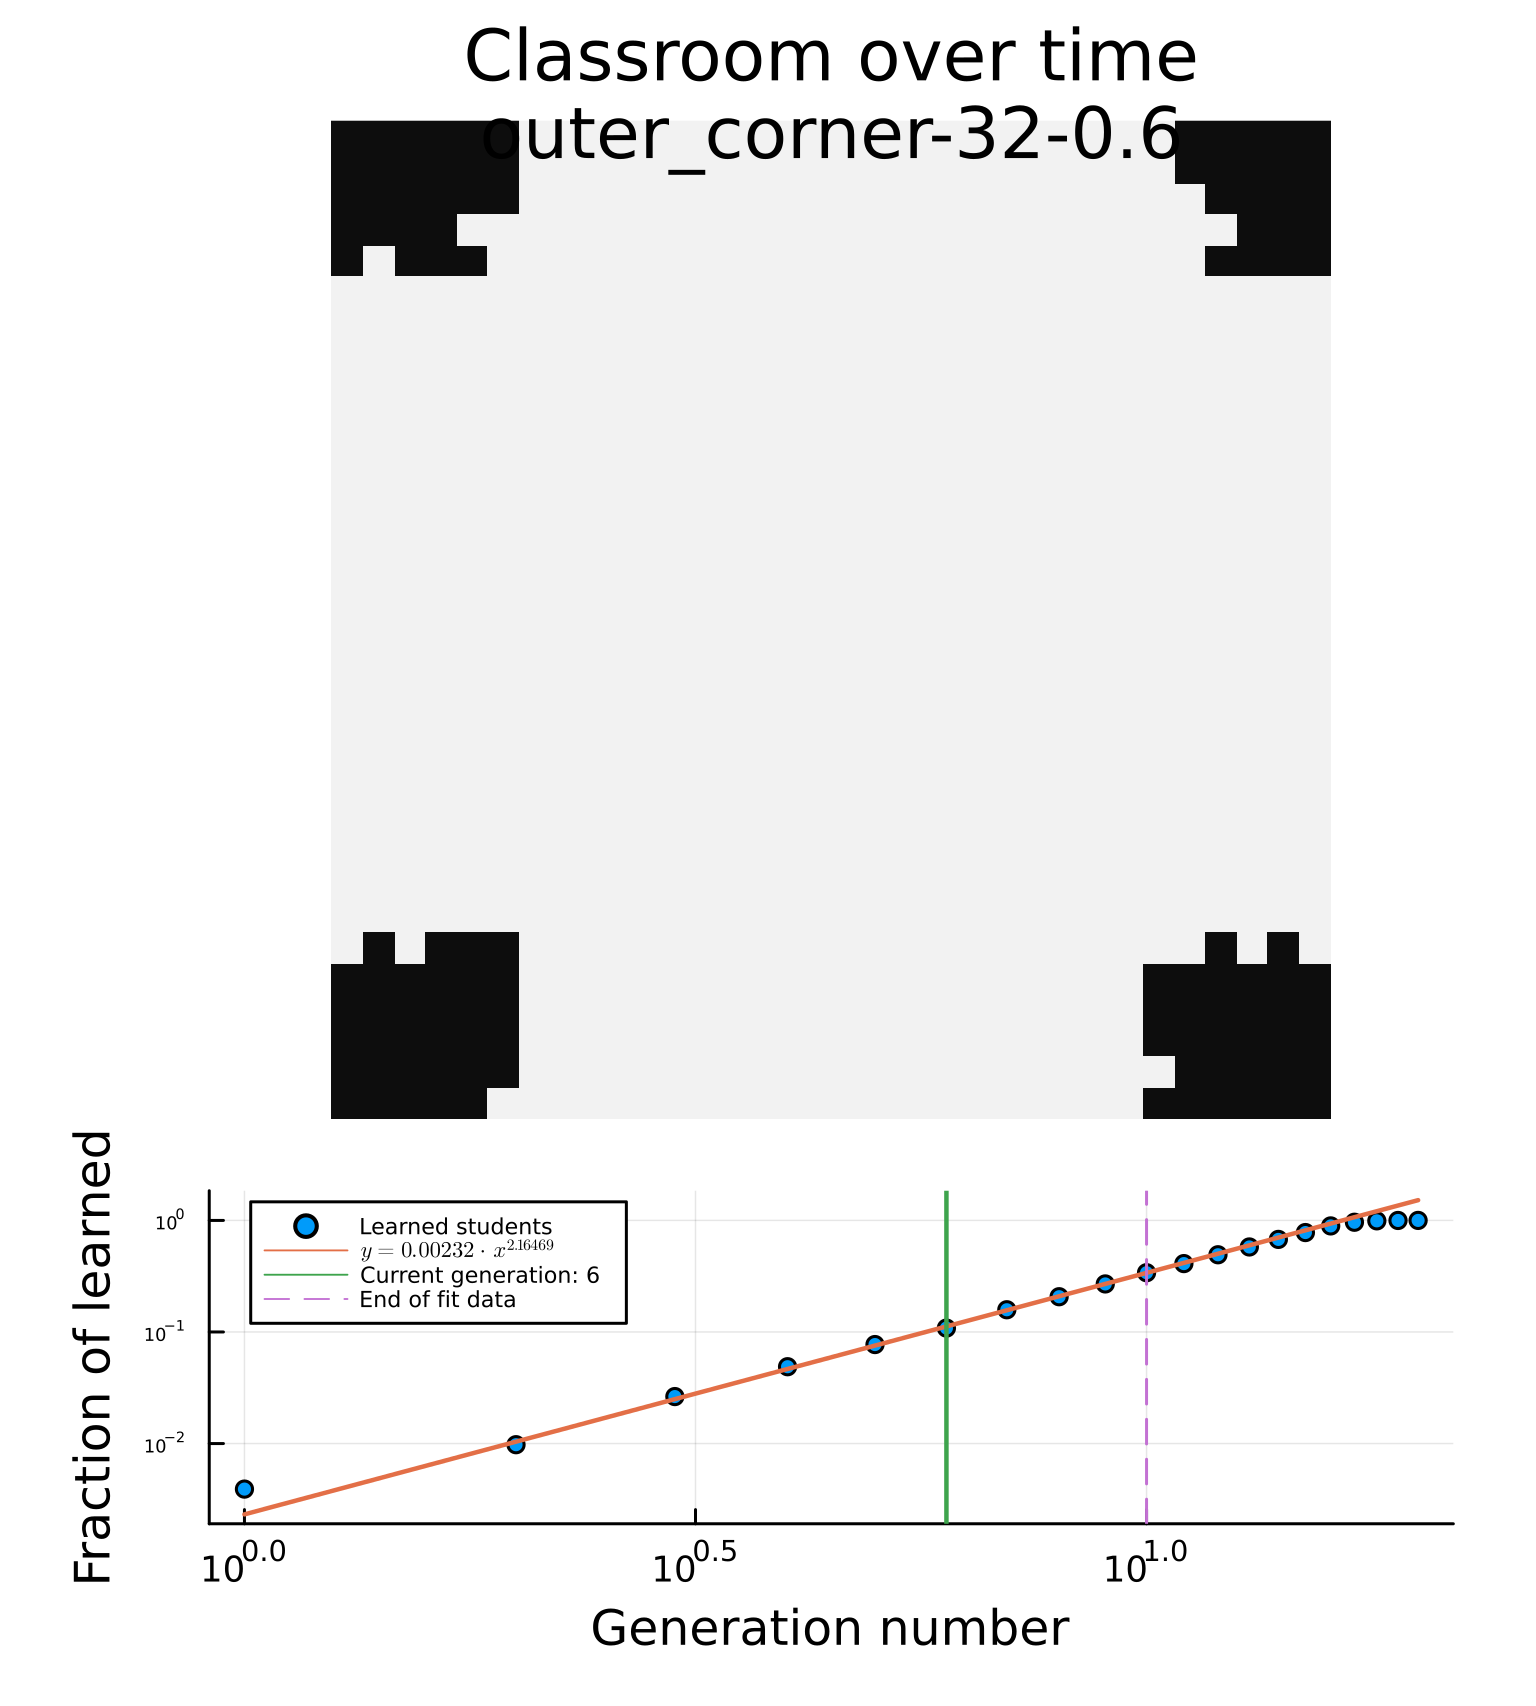 Classroom over time
outer_corner-32-0.6
Fraction of learned
10⁰
10⁻¹
10⁻²
Learned students
y = 0.00232 · x^2.16469
Current generation: 6
End of fit data
10^0.0 10^0.5 10^1.0
Generation number